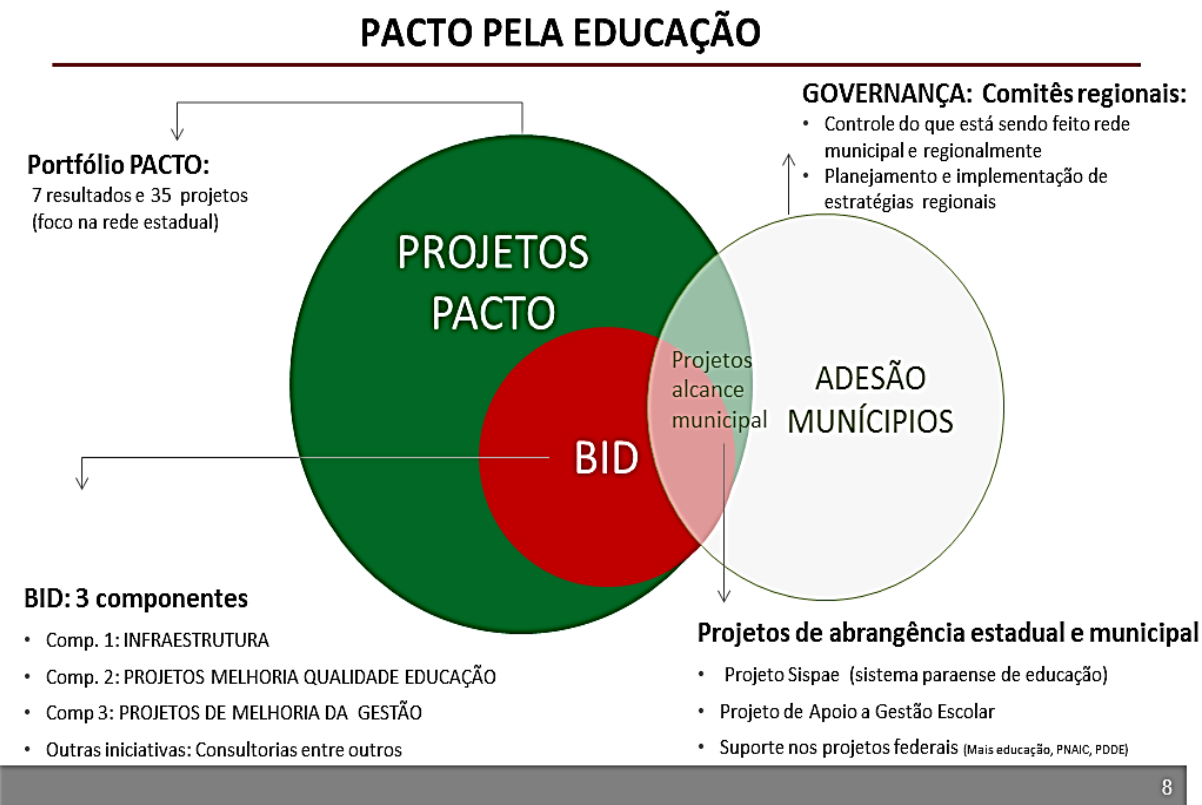 PACTO PELA EDUCAÇÃO
GOVERNANÇA: Comitês regionais:
• Controle do que está sendo feito rede
municipal e regionalmente
• Planejamento e implementação de
estratégias regionais
Portfólio PACTO:
7 resultados e 35 projetos
(foco na rede estadual)
PROJETOS
PACTO
Projetos
alcance
municipal
ADESÃO
MUNÍCIPIOS
BID
BID: 3 componentes
• Comp. 1: INFRAESTRUTURA
• Comp. 2: PROJETOS MELHORIA QUALIDADE EDUCAÇÃO
• Comp 3: PROJETOS DE MELHORIA DA GESTÃO
• Outras iniciativas: Consultorias entre outros
Projetos de abrangência estadual e municipal
• Projeto Sispae (sistema paraense de educação)
• Projeto de Apoio a Gestão Escolar
• Suporte nos projetos federais (Mais educação, PNAIC, PDDE)
8